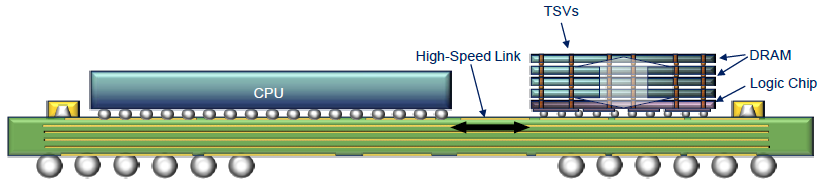 TSVs
High-Speed Link
DRAM
Logic Chip
CPU